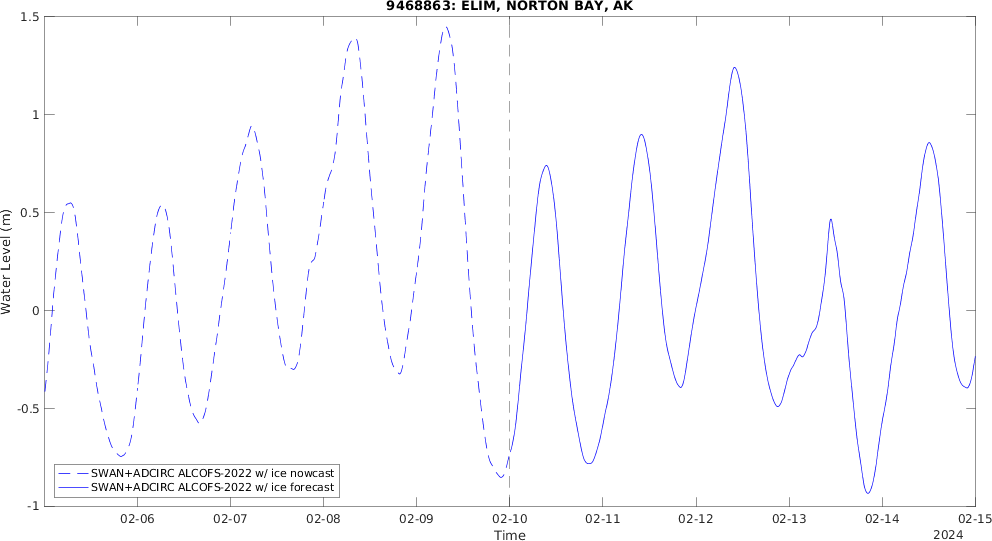 9468863: ELIM, NORTON BAY, AK
1.5
1
0.5
0
-0.5
-1
Water Level (m)
SWAN+ADCIRC ALCOFS-2022 w/ ice nowcast
SWAN+ADCIRC ALCOFS-2022 w/ ice forecast
02-06 02-07 02-08 02-09 02-10 02-11 02-12 02-13 02-14 02-15
Time
2024